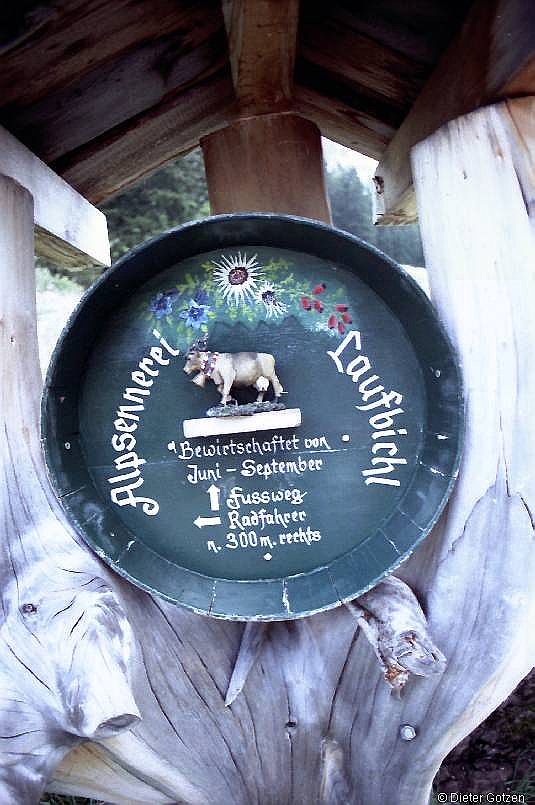 Alpsennerei
Laufbichl
Bewirtschaftet von
Juni - September
↑ Fussweg
← Radfahrer
n. 300 m. rechts
© Dieter Gotzen